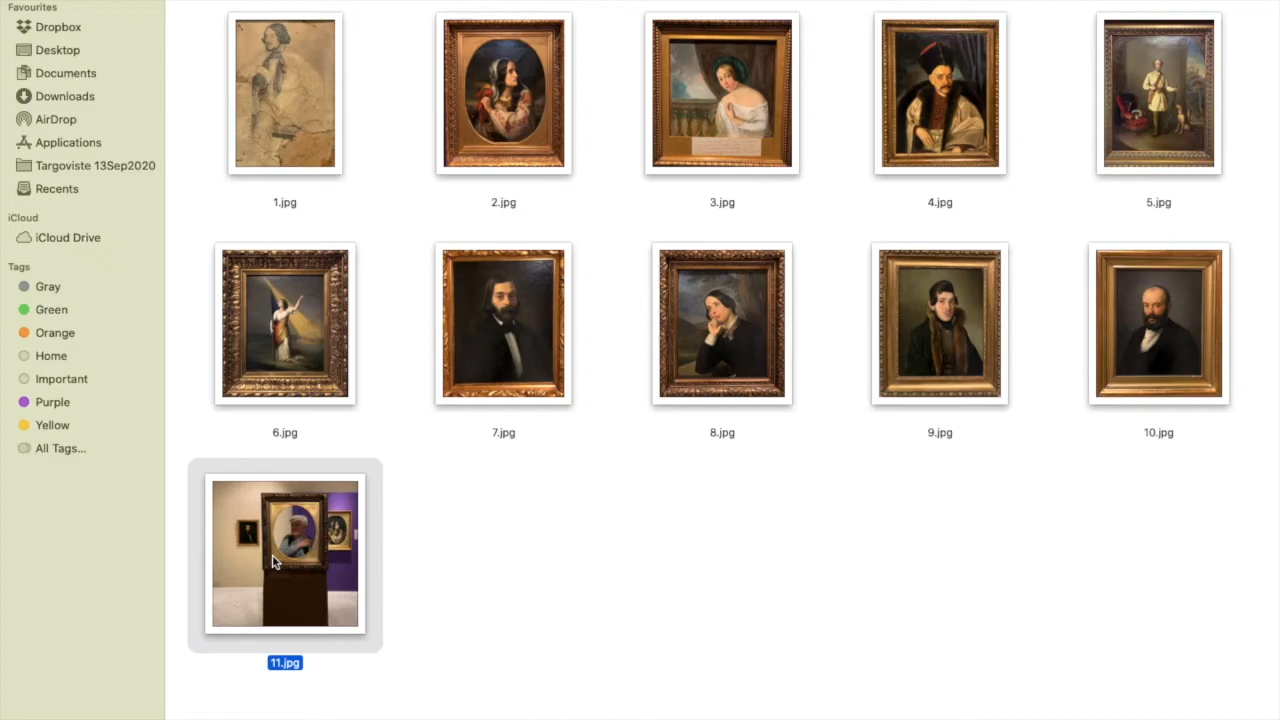 Favourites
Dropbox
Desktop
Documents
Downloads
AirDrop
Applications
Targoviste 13Sep2020
Recents
iCloud
iCloud Drive
Tags
Gray
Green
Orange
Home
Important
Purple
Yellow
All Tags...
1.jpg
2.jpg
3.jpg
4.jpg
5.jpg
6.jpg
7.jpg
8.jpg
9.jpg
10.jpg
11.jpg